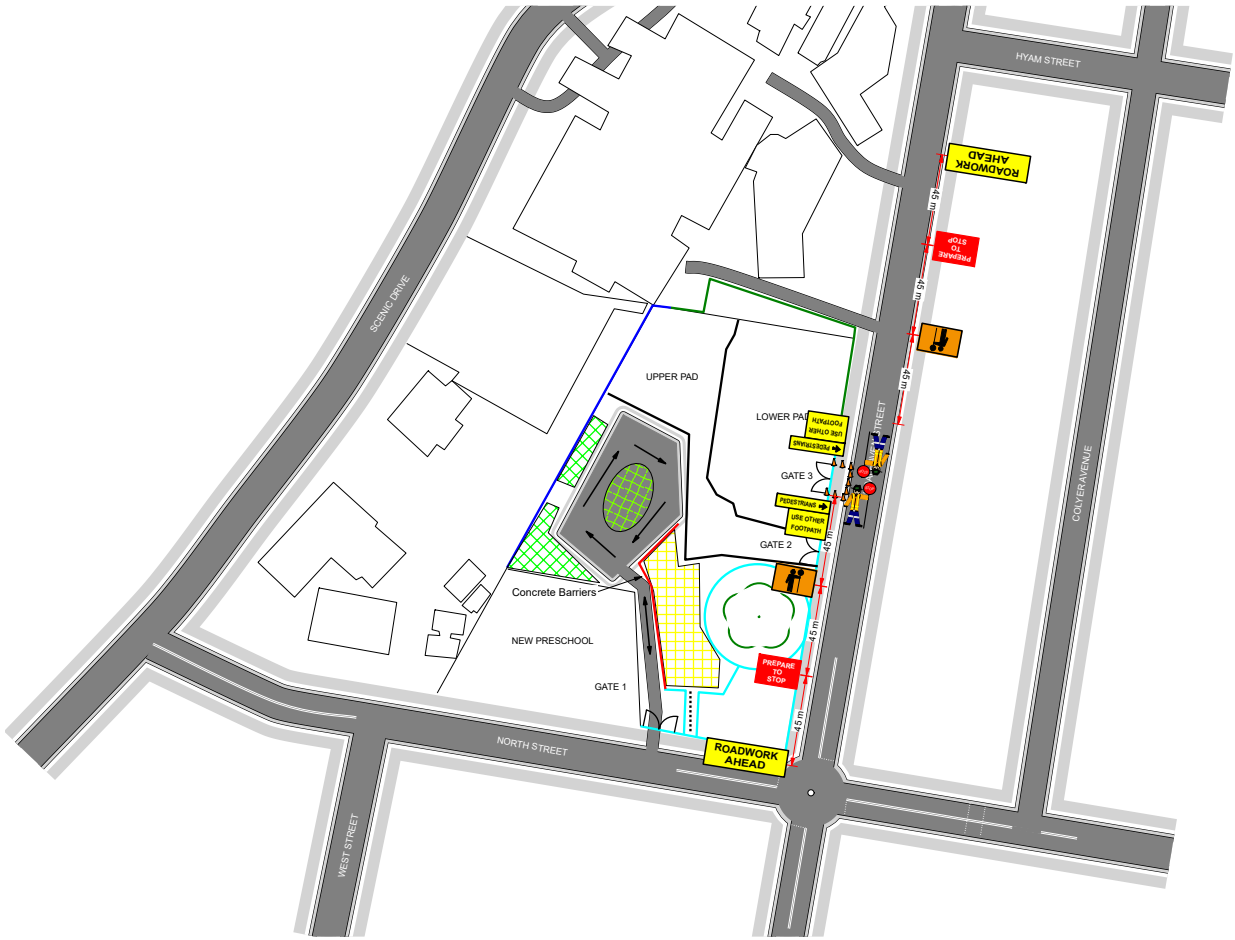 HYAM STREET
ROADWORK
AHEAD
45 m
PREPARE
TO
STOP
45 m
45 m
SCENIC DRIVE
UPPER PAD
LOWER PAD
USE OTHER
FOOTPATH
PEDESTRIANS
STREET
COLYER AVENUE
GATE 3
PEDESTRIANS
USE OTHER
FOOTPATH
GATE 2
45 m
Concrete Barriers
NEW PRESCHOOL
45 m
PREPARE
TO
STOP
GATE 1
45 m
NORTH STREET
ROADWORK
AHEAD
WEST STREET